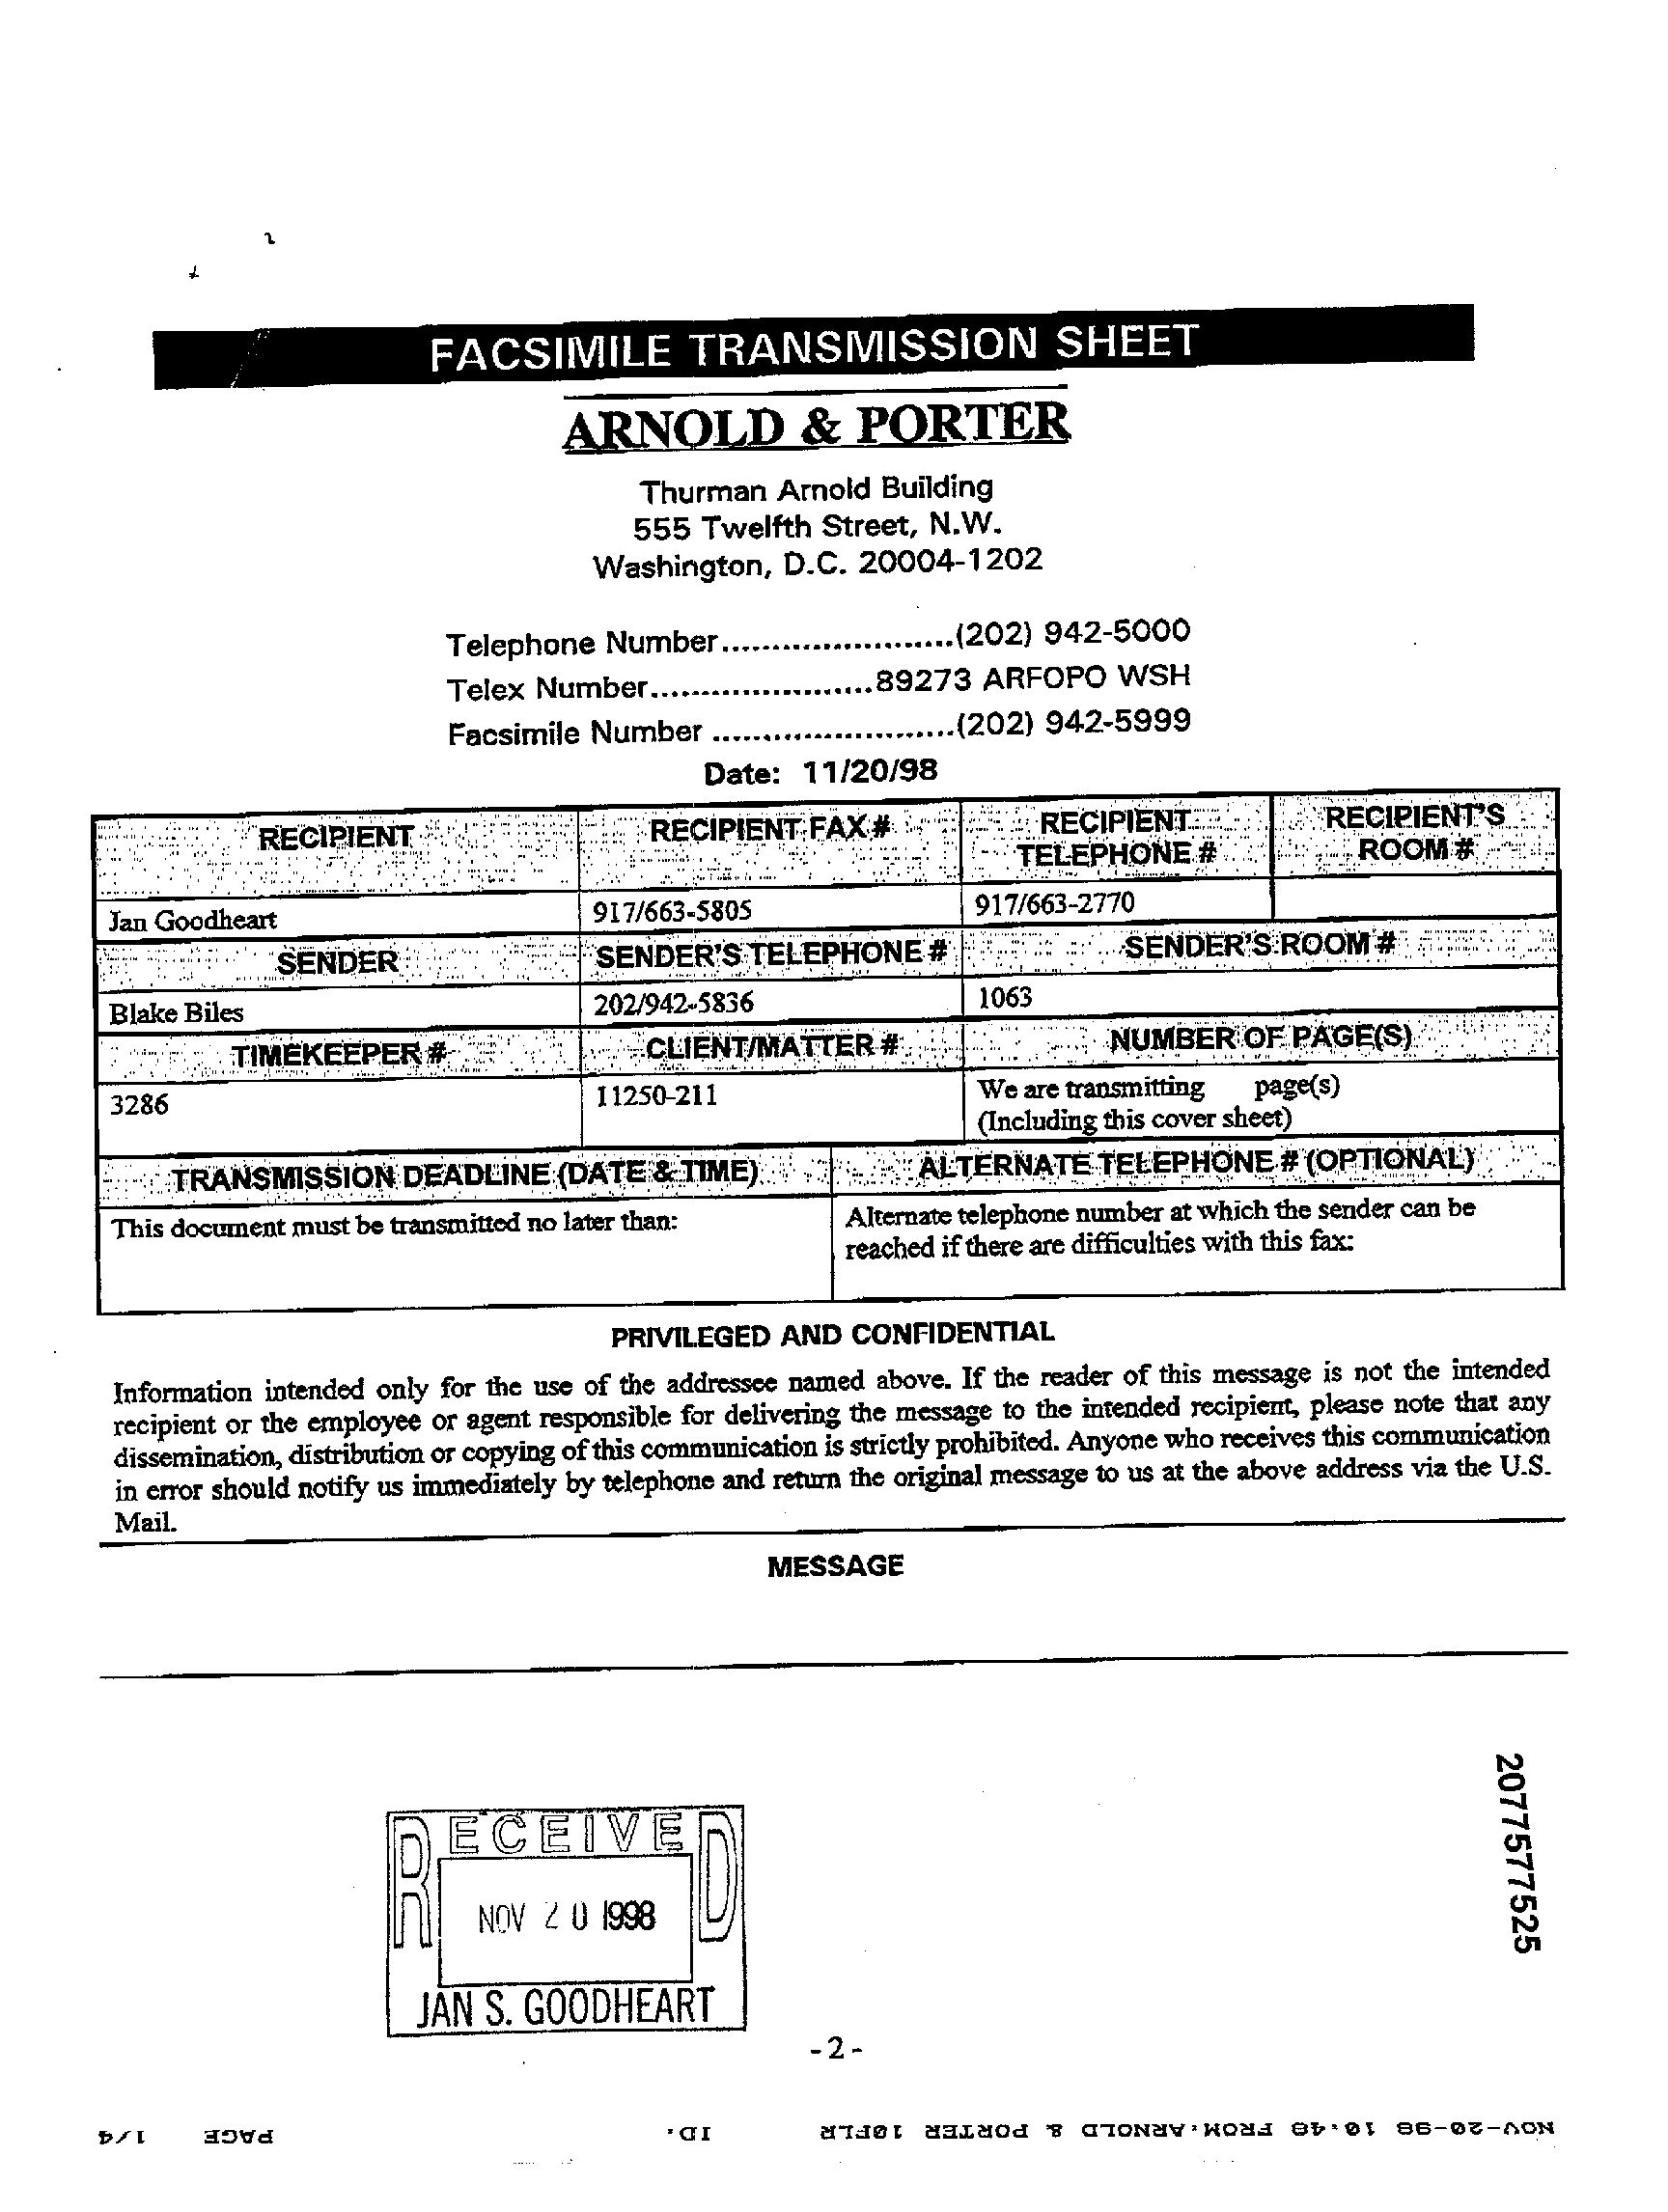 FACSIMILE TRANSMISSION SHEET
ARNOLD & PORTER
Thurman Arnold Building
555 Twelfth Street, N.W.
Washington, D.C. 20004-1202
Telephone Number.......................(202) 942-5000
Telex Number......................89273 ARFOPO WSH
Facsimile Number ........................(202) 942-5999
Date: 11/20/98
RECIPIENT RECIPIENT FAX # RECIPIENT TELEPHONE # RECIPIENT'S ROOM #
Jan Goodheart 917/663-5805 917/663-2770
SENDER SENDER'S TELEPHONE # SENDER'S ROOM #
Blake Biles 202/942-5836 1063
TIMEKEEPER # CLIENT/MATTER # NUMBER OF PAGE(S)
3286 11250-211 We are transmitting page(s)
(Including this cover sheet)
TRANSMISSION DEADLINE (DATE & TIME) ALTERNATE TELEPHONE # (OPTIONAL)
This document must be transmitted no later than: Alternate telephone number at which the sender can be
reached if there are difficulties with this fax:
PRIVILEGED AND CONFIDENTIAL
Information intended only for the use of the addressee named above. If the reader of this message is not the intended
recipient or the employee or agent responsible for delivering the message to the intended recipient, please note that any
dissemination, distribution or copying of this communication is strictly prohibited. Anyone who receives this communication
in error should notify us immediately by telephone and return the original message to us at the above address via the U.S.
Mail.
MESSAGE
2077577525
RECEIVED
NOV 20 1998
JAN S. GOODHEART
-2-
NOV-20-98 10:48 FROM:ARNOLD & PORTER 10FLR ID: PAGE 1/4